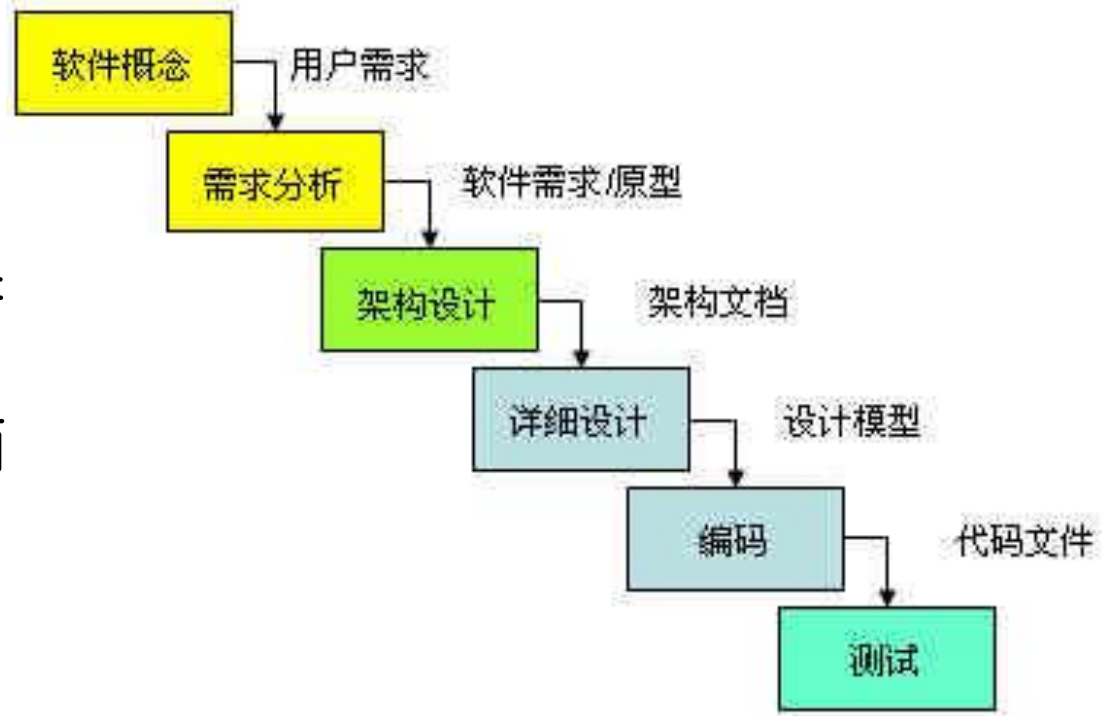 软件概念
用户需求
需求分析
软件需求/原型
架构设计
架构文档
详细设计
设计模型
编码
代码文件
测试